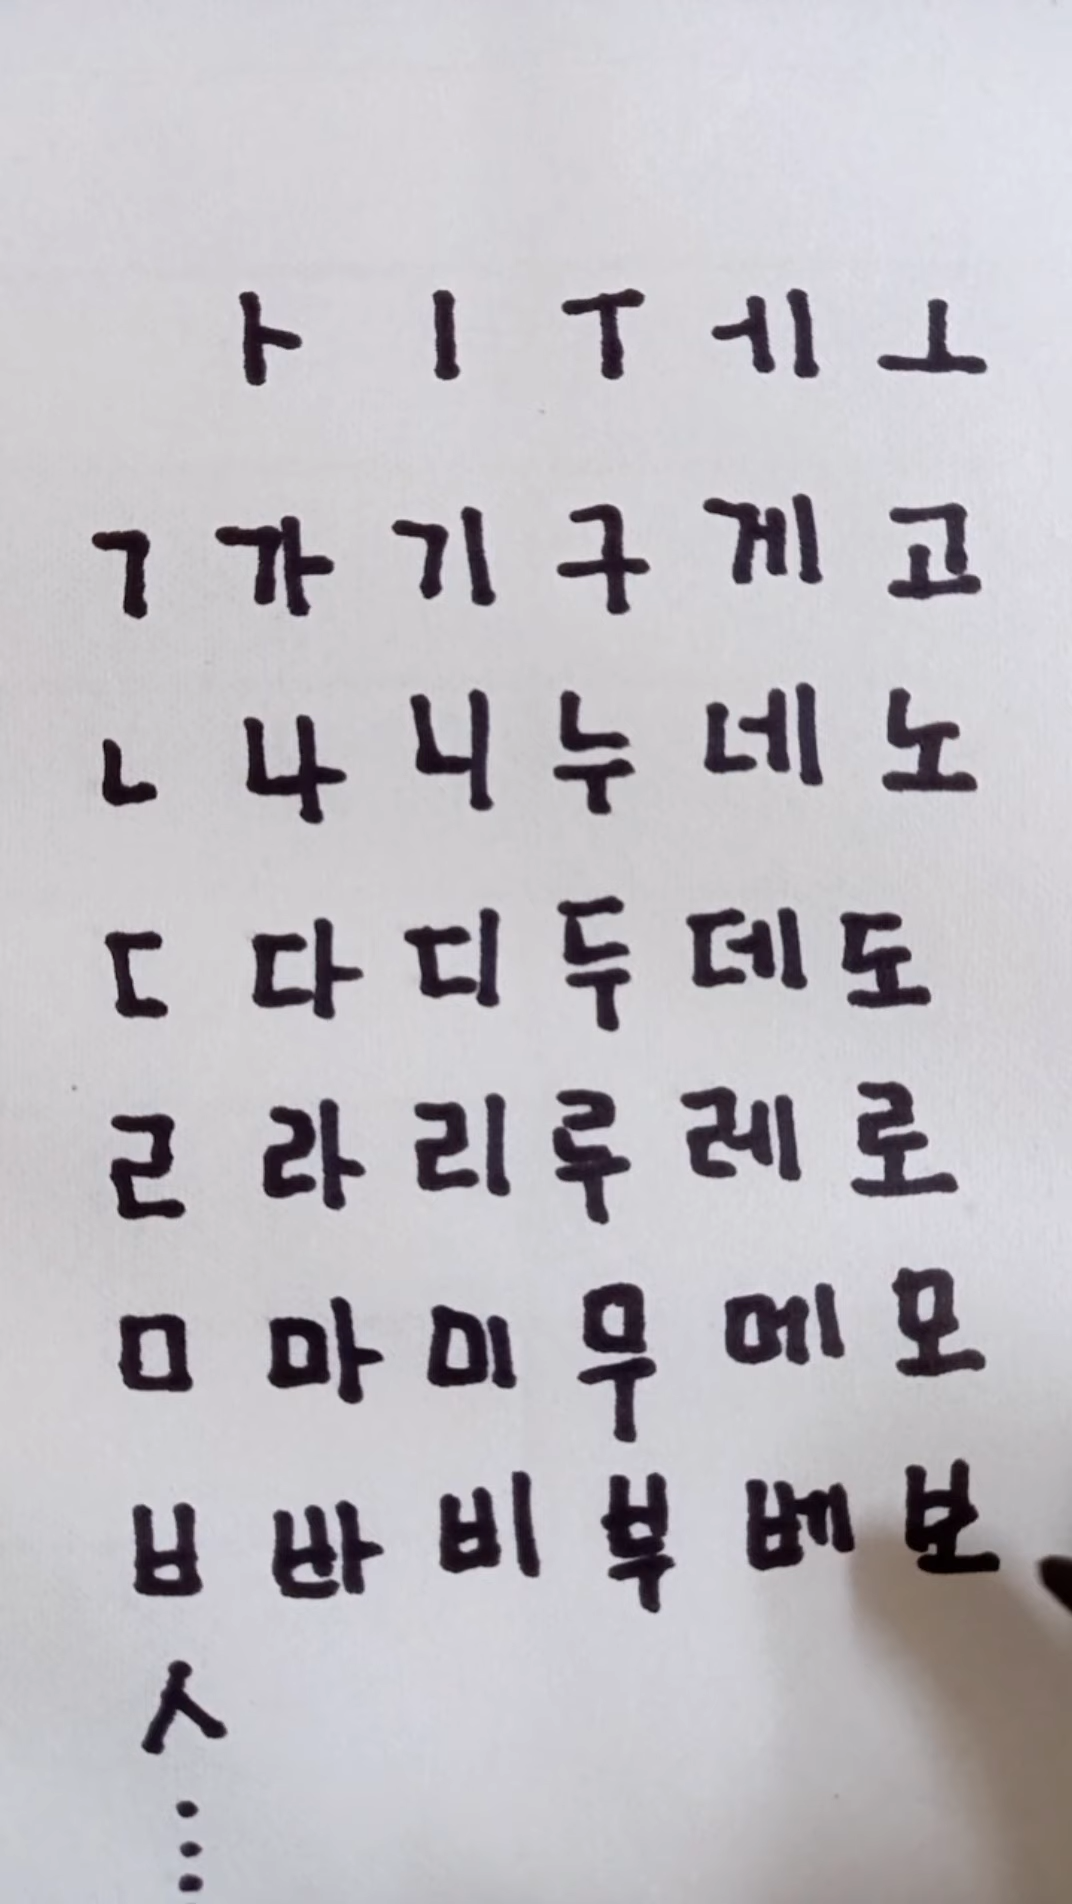 ㅏ ㅣ ㅜ ㅔ ㅗ
ㄱ 가 기 구 게 고
ㄴ 나 니 누 네 노
ㄷ 다 디 두 데 도
ㄹ 라 리 루 레 로
ㅁ 마 미 무 메 모
ㅂ 바 비 부 베 보
ㅅ
⋮